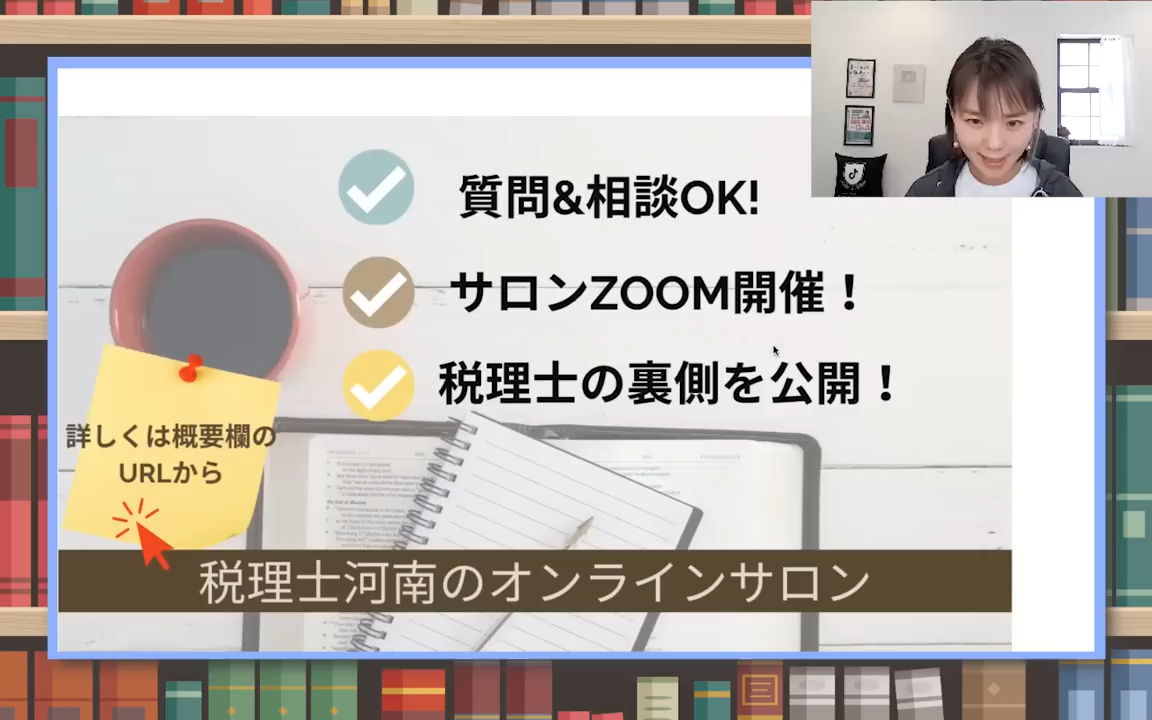 質問&相談OK!
サロンZOOM開催！
税理士の裏側を公開！
詳しくは概要欄の
URLから
税理士河南のオンラインサロン